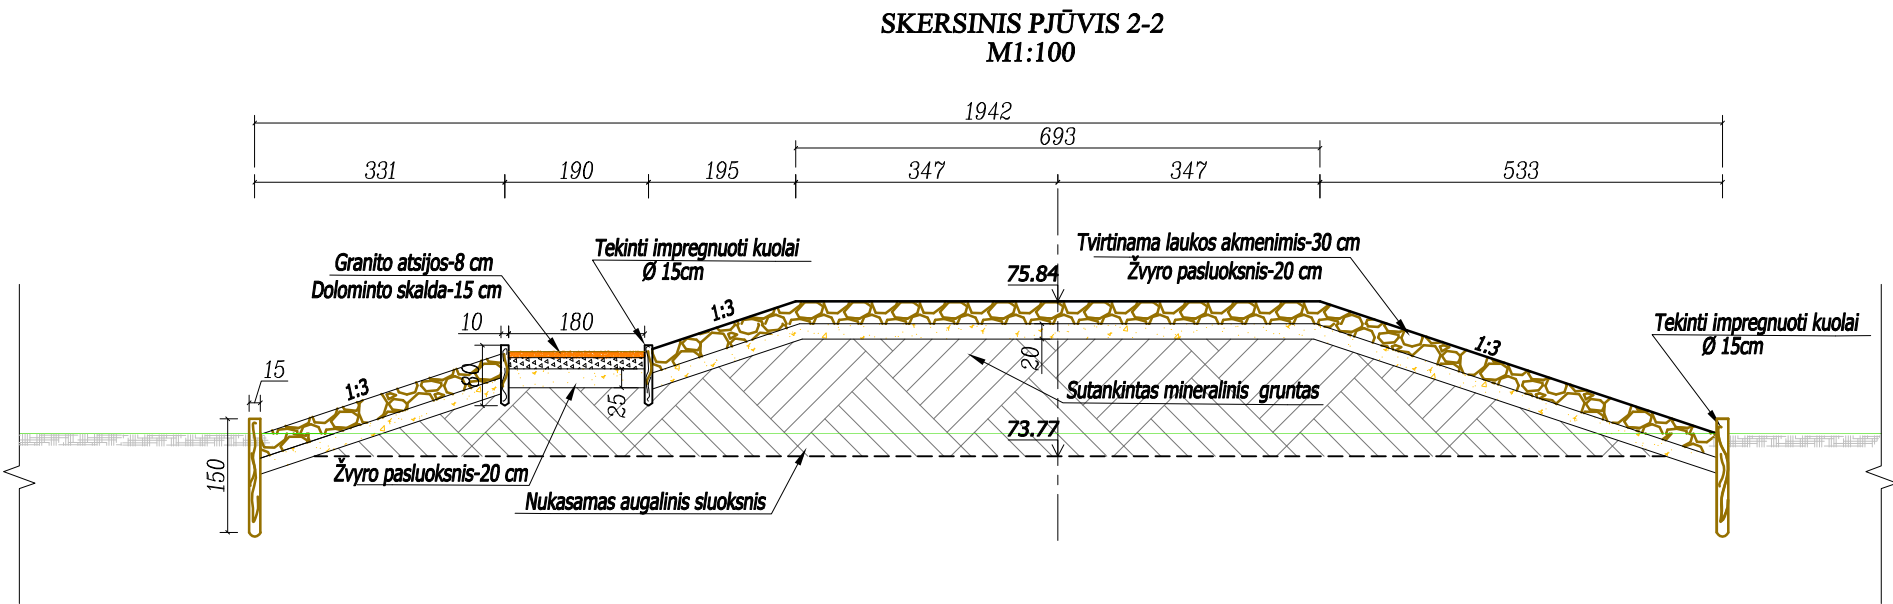 SKERSINIS PJŪVIS 2-2
M1:100
1942
693
331 190 195 347 347 533
Granito atsijos-8 cm
Dolominto skalda-15 cm
Tekinti impregnuoti kuolai
Ø 15cm
Tvirtinama laukos akmenimis-30 cm
Žvyro pasluoksnis-20 cm
75.84
1:3
10 180
Tekinti impregnuoti kuolai
Ø 15cm
1:3
20
80
15
1:3
25
Sutankintas mineralinis gruntas
73.77
150
Žvyro pasluoksnis-20 cm
Nukasamas augalinis sluoksnis